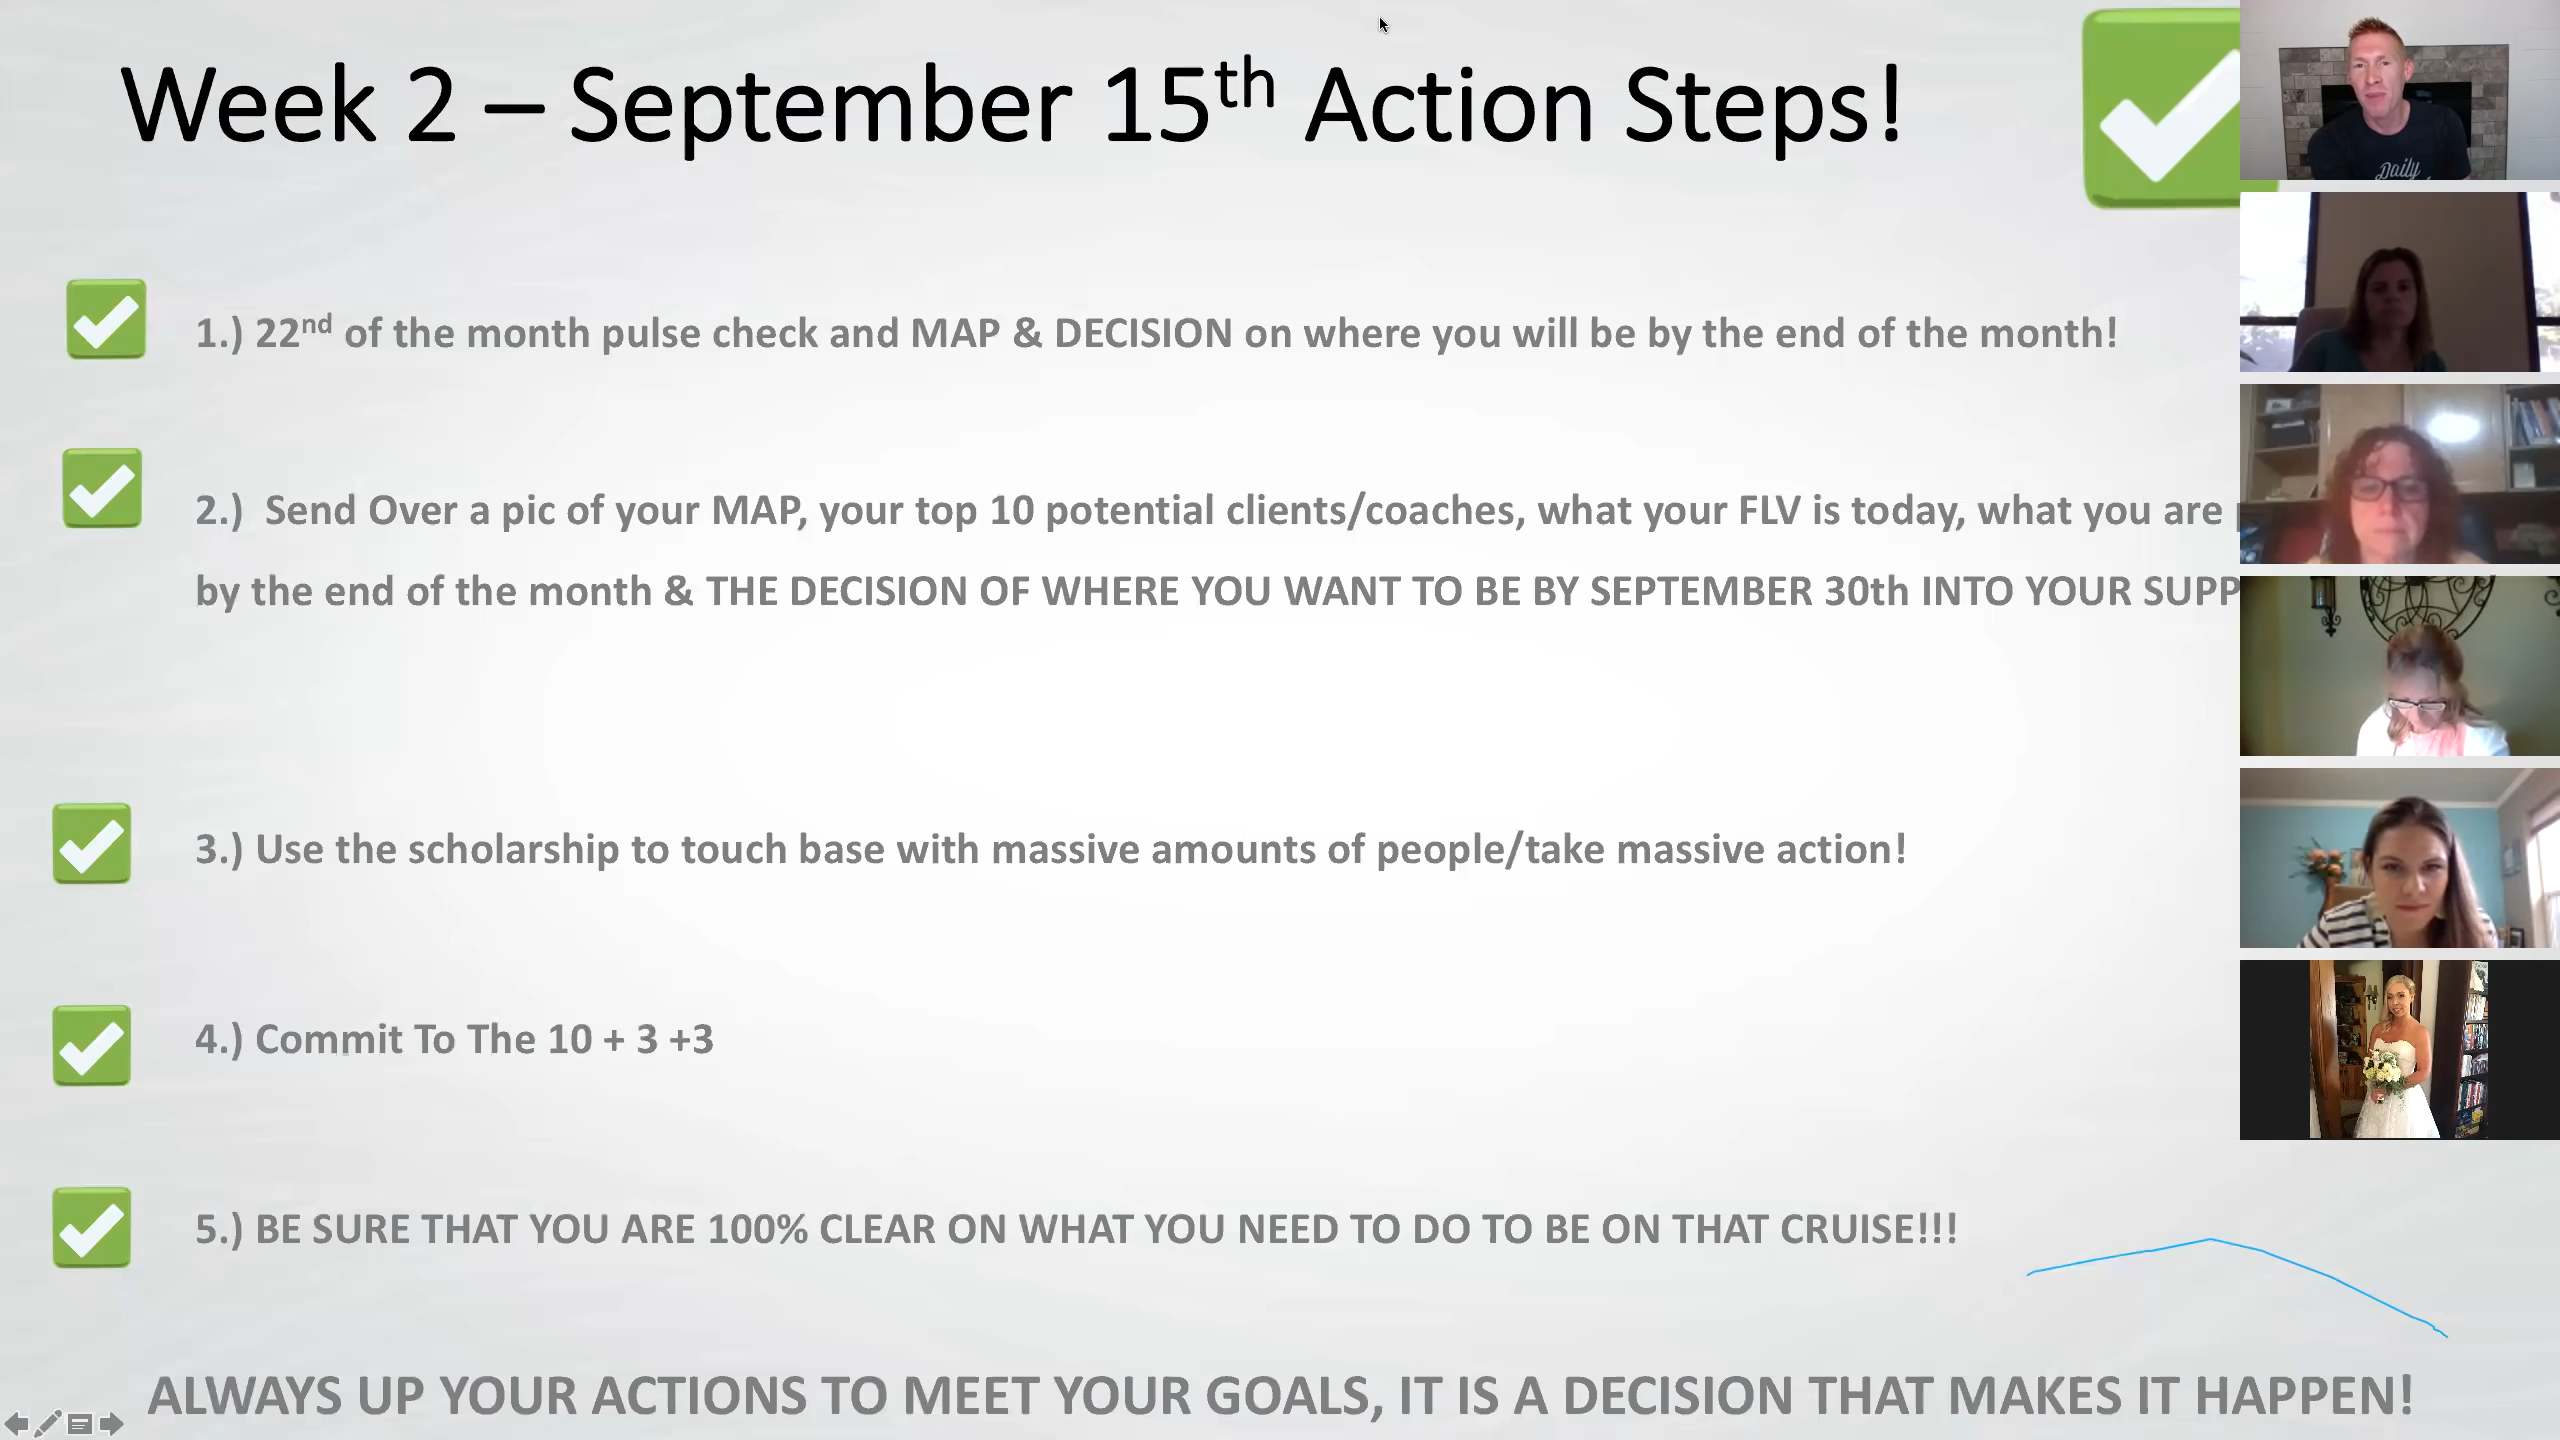 Week 2 – September 15th Action Steps!
1.) 22nd of the month pulse check and MAP & DECISION on where you will be by the end of the month!
2.) Send Over a pic of your MAP, your top 10 potential clients/coaches, what your FLV is today, what you are
by the end of the month & THE DECISION OF WHERE YOU WANT TO BE BY SEPTEMBER 30th INTO YOUR SUPP
3.) Use the scholarship to touch base with massive amounts of people/take massive action!
4.) Commit To The 10 + 3 +3
5.) BE SURE THAT YOU ARE 100% CLEAR ON WHAT YOU NEED TO DO TO BE ON THAT CRUISE!!!
ALWAYS UP YOUR ACTIONS TO MEET YOUR GOALS, IT IS A DECISION THAT MAKES IT HAPPEN!
Daily